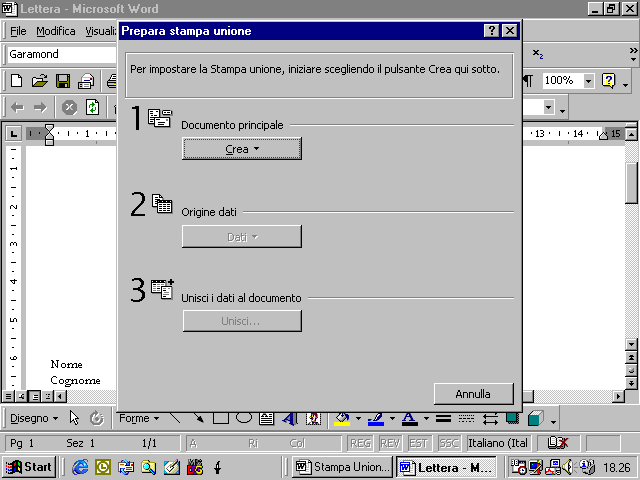 Lettera - Microsoft Word
Prepara stampa unione
File Modifica Visualiz
Garamond
Per impostare la Stampa unione, iniziare scegliendo il pulsante Crea qui sotto.
100%
1 Documento principale
Crea
2 Origine dati
Dati
3 Unisci i dati al documento
Unisci...
Nome
Cognome
Annulla
Disegno Forme
Pg 1 Sez 1 1/1 A Ri Col REG REV EST SSC Italiano (Ital
Start Stampa Union... Lettera - M... 18.26